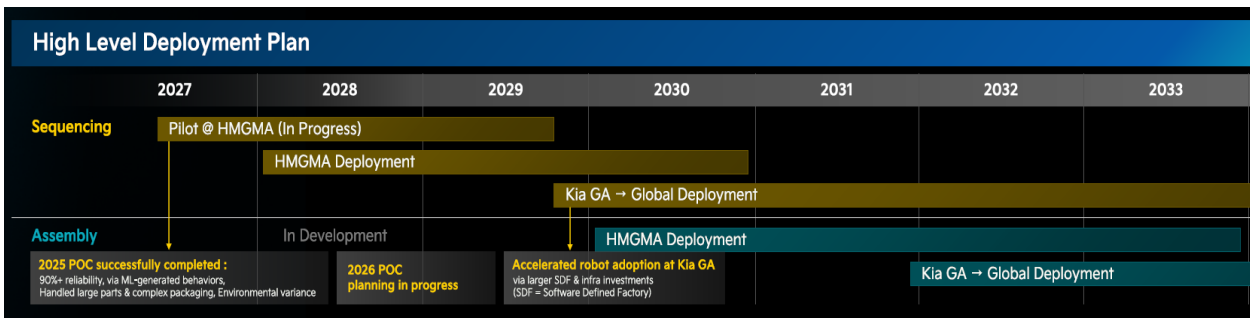 High Level Deployment Plan
2027 2028 2029 2030 2031 2032 2033
Sequencing
Pilot @ HMGMA (In Progress)
HMGMA Deployment
Kia GA → Global Deployment
Assembly
In Development
HMGMA Deployment
Kia GA → Global Deployment
2025 POC successfully completed :
90%+ reliability, via ML-generated behaviors,
Handled large parts & complex packaging, Environmental variance
2026 POC
planning in progress
Accelerated robot adoption at Kia GA
via larger SDF & infra investments
(SDF = Software Defined Factory)